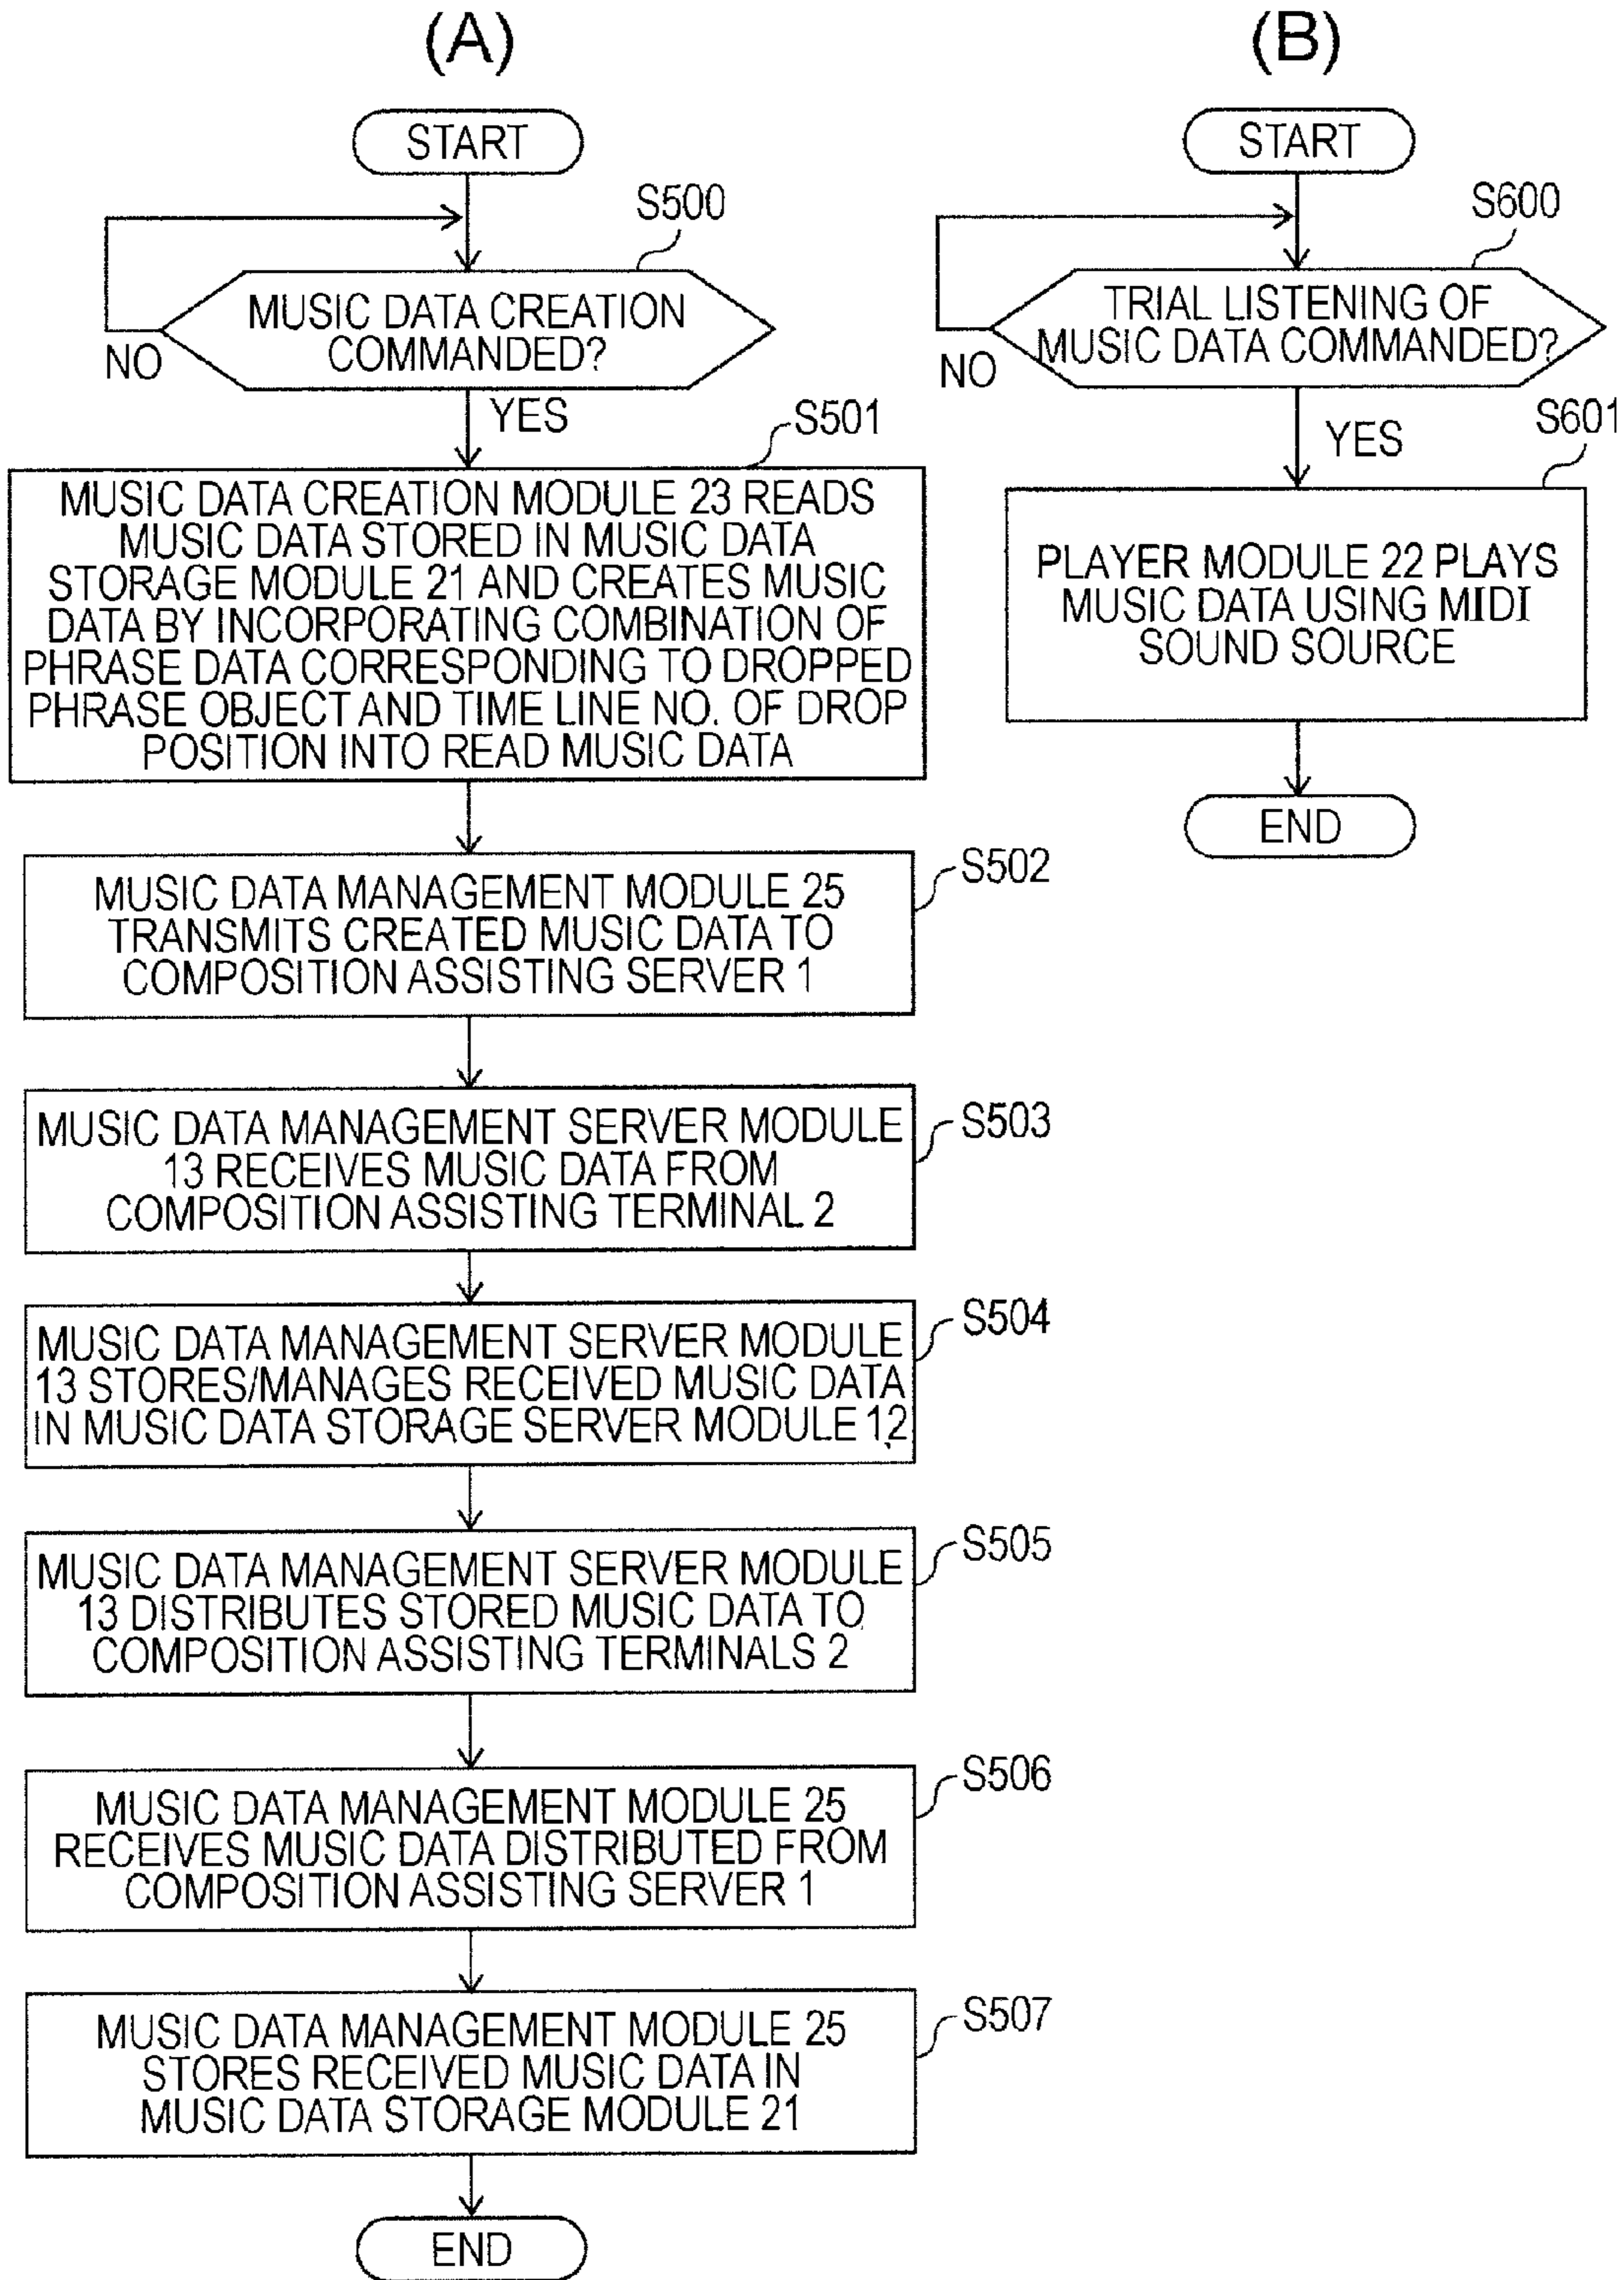 (A)
START
S500
MUSIC DATA CREATION
COMMANDED?
NO
YES
S501
MUSIC DATA CREATION MODULE 23 READS
MUSIC DATA STORED IN MUSIC DATA
STORAGE MODULE 21 AND CREATES MUSIC
DATA BY INCORPORATING COMBINATION OF
PHRASE DATA CORRESPONDING TO DROPPED
PHRASE OBJECT AND TIME LINE NO. OF DROP
POSITION INTO READ MUSIC DATA
S502
MUSIC DATA MANAGEMENT MODULE 25
TRANSMITS CREATED MUSIC DATA TO
COMPOSITION ASSISTING SERVER 1
S503
MUSIC DATA MANAGEMENT SERVER MODULE
13 RECEIVES MUSIC DATA FROM
COMPOSITION ASSISTING TERMINAL 2
S504
MUSIC DATA MANAGEMENT SERVER MODULE
13 STORES/MANAGES RECEIVED MUSIC DATA
IN MUSIC DATA STORAGE SERVER MODULE 12
S505
MUSIC DATA MANAGEMENT SERVER MODULE
13 DISTRIBUTES STORED MUSIC DATA TO
COMPOSITION ASSISTING TERMINALS 2
S506
MUSIC DATA MANAGEMENT MODULE 25
RECEIVES MUSIC DATA DISTRIBUTED FROM
COMPOSITION ASSISTING SERVER 1
S507
MUSIC DATA MANAGEMENT MODULE 25
STORES RECEIVED MUSIC DATA IN
MUSIC DATA STORAGE MODULE 21
END
(B)
START
S600
TRIAL LISTENING OF
MUSIC DATA COMMANDED?
NO
YES
S601
PLAYER MODULE 22 PLAYS
MUSIC DATA USING MIDI
SOUND SOURCE
END